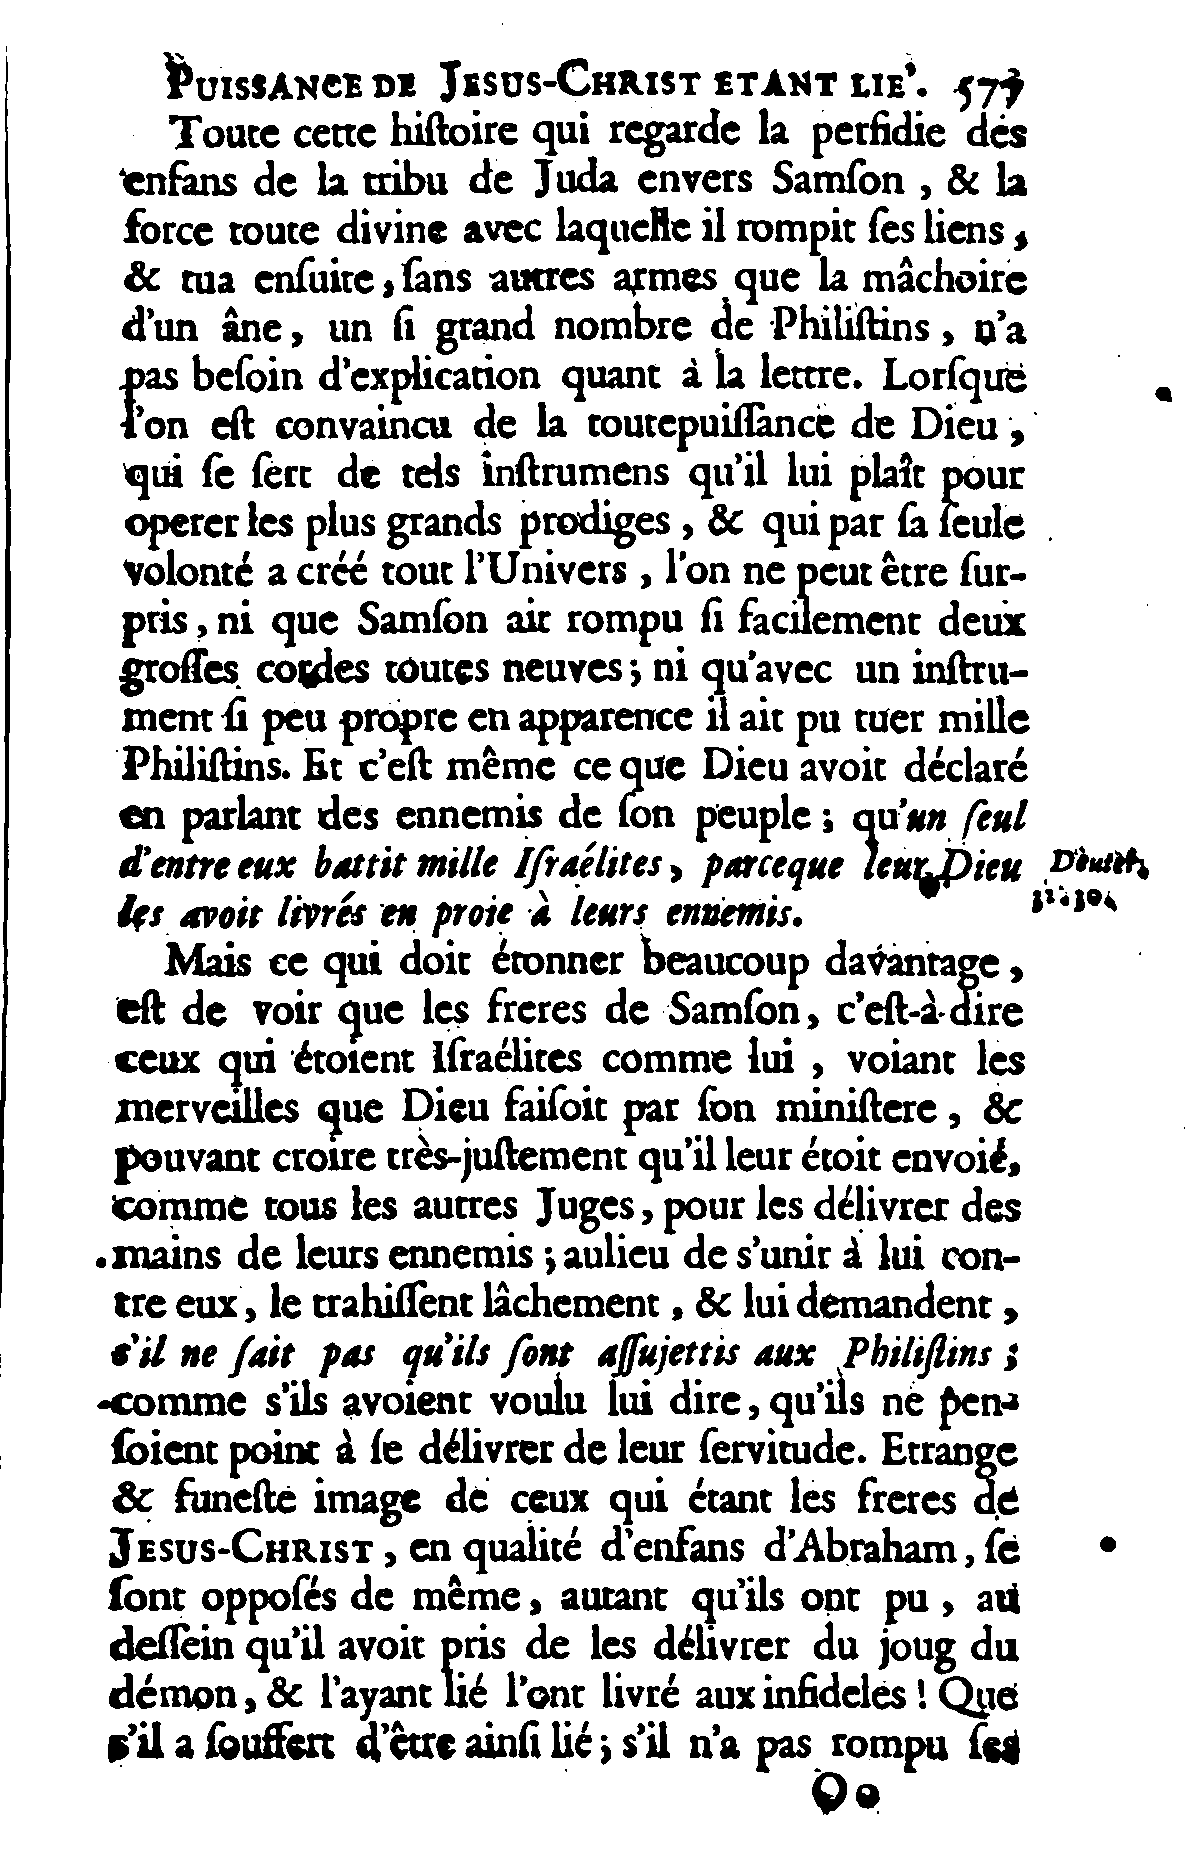 PUISSANCE DE JESUS-CHRIST ETANT LIE'. 577
Toute cette hiſtoire qui regarde la perfidie des
enfans de la tribu de Juda envers Samſon, & la
force toute divine avec laquelle il rompit ſes liens,
& tua enſuite, ſans autres armes que la mâchoire
d'un âne, un ſi grand nombre de Philiſtins, n'a
pas beſoin d'explication quant à la lettre. Lorſque
l'on eſt convaincu de la toutepuiſſance de Dieu,
qui ſe ſert de tels inſtrumens qu'il lui plaît pour
operer les plus grands prodiges, & qui par ſa ſeule
volonté a créé tout l'Univers, l'on ne peut être ſur-
pris, ni que Samſon ait rompu ſi facilement deux
groſſes cordes toutes neuves; ni qu'avec un inſtru-
ment ſi peu propre en apparence il ait pu tuer mille
Philiſtins. Et c'eſt même ce que Dieu avoit déclaré
en parlant des ennemis de ſon peuple; qu'un ſeul
d'entre eux battit mille Iſraélites, parceque leur Dieu
les avoit livrés en proie à leurs ennemis.
Deuter.
32. 30.
Mais ce qui doit étonner beaucoup davantage,
eſt de voir que les freres de Samſon, c'eſt-à-dire
ceux qui étoient Iſraélites comme lui, voiant les
merveilles que Dieu faiſoit par ſon miniſtere, &
pouvant croire très-juſtement qu'il leur étoit envoié,
comme tous les autres Juges, pour les délivrer des
mains de leurs ennemis; aulieu de s'unir à lui con-
tre eux, le trahiſſent lâchement, & lui demandent,
s'il ne ſait pas qu'ils ſont aſſujettis aux Philiſtins;
comme s'ils avoient voulu lui dire, qu'ils ne pen-
ſoient point à ſe délivrer de leur ſervitude. Etrange
& funeſte image de ceux qui étant les freres de
JESUS-CHRIST, en qualité d'enfans d'Abraham, ſe
ſont oppoſés de même, autant qu'ils ont pu, au
deſſein qu'il avoit pris de les délivrer du joug du
démon, & l'ayant lié l'ont livré aux infideles! Que
s'il a ſouffert d'être ainſi lié; s'il n'a pas rompu ſes
Oo